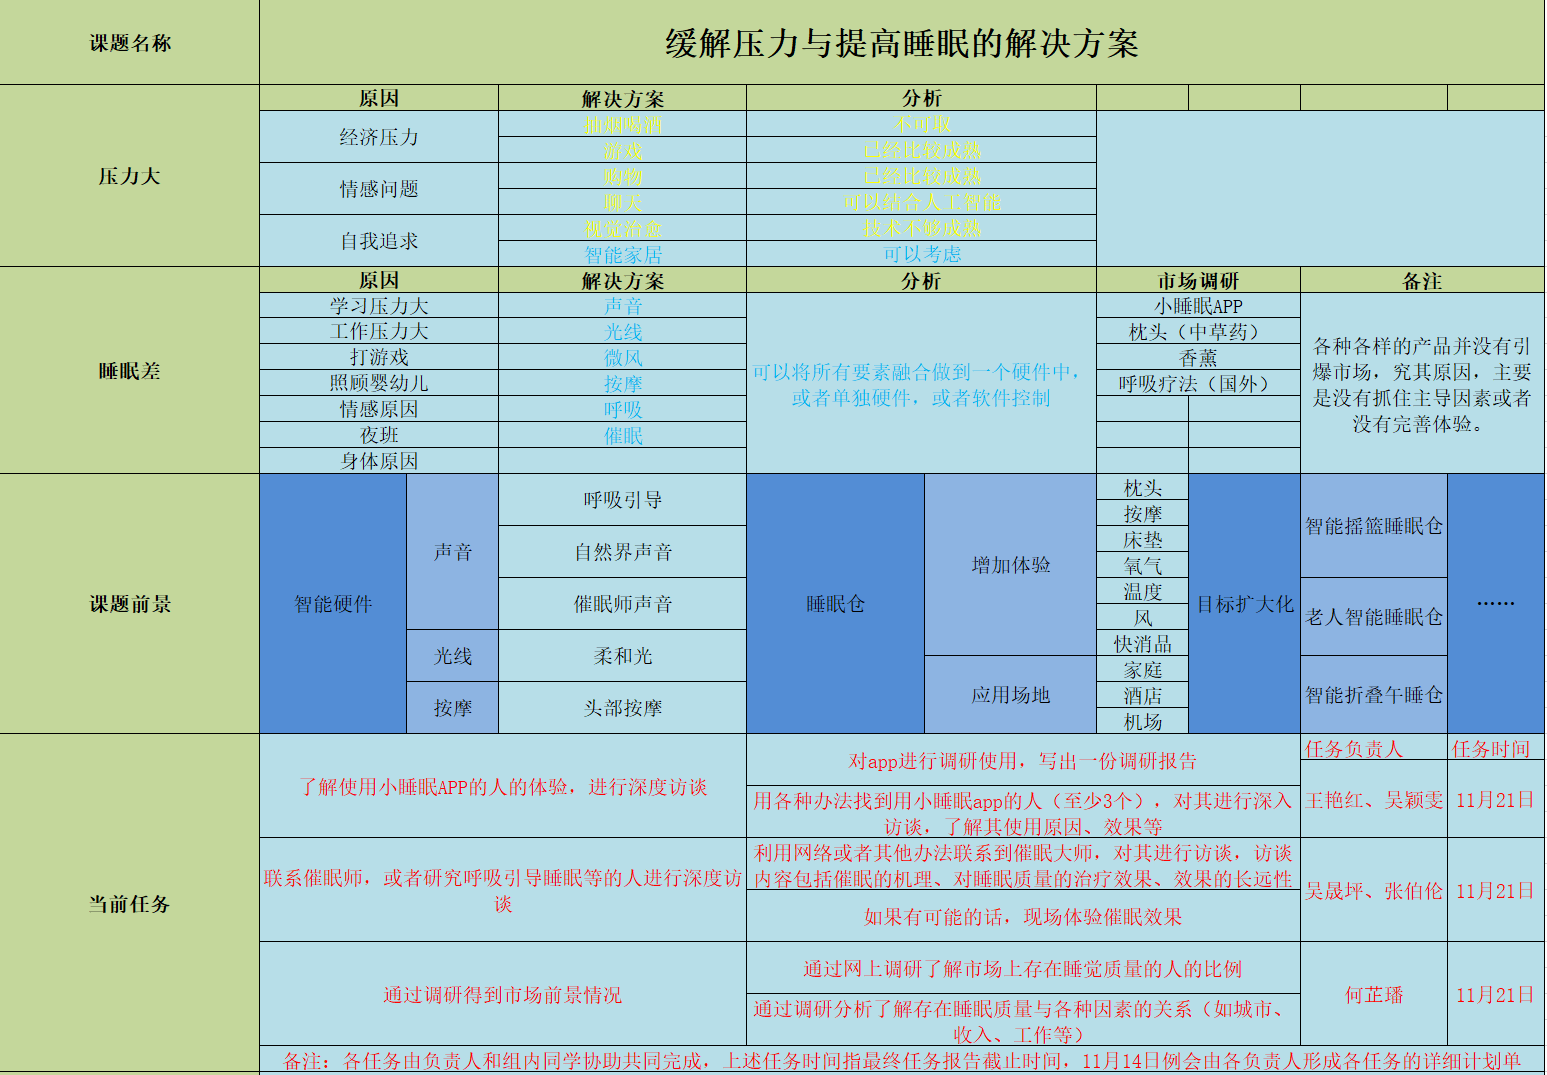 课题名称
缓解压力与提高睡眠的解决方案
压力大
原因
解决方案
分析
经济压力
抽烟喝酒
不可取
游戏
已经比较成熟
情感问题
购物
已经比较成熟
聊天
可以结合人工智能
自我追求
视觉治愈
技术不够成熟
智能家居
可以考虑
睡眠差
原因
解决方案
分析
市场调研
备注
学习压力大
声音
小睡眠APP
工作压力大
光线
枕头（中草药）
打游戏
微风
香薰
照顾婴幼儿
按摩
呼吸疗法（国外）
情感原因
呼吸
夜班
催眠
身体原因
可以将所有要素融合做到一个硬件中，
或者单独硬件，或者软件控制
各种各样的产品并没有引
爆市场，究其原因，主要
是没有抓住主导因素或者
没有完善体验。
课题前景
智能硬件
声音
呼吸引导
自然界声音
催眠师声音
光线
柔和光
按摩
头部按摩
睡眠仓
增加体验
枕头
按摩
床垫
氧气
温度
风
快消品
应用场地
家庭
酒店
机场
目标扩大化
智能摇篮睡眠仓
老人智能睡眠仓
智能折叠午睡仓
……
当前任务
任务负责人
任务时间
了解使用小睡眠APP的人的体验，进行深度访谈
对app进行调研使用，写出一份调研报告
用各种办法找到用小睡眠app的人（至少3个），对其进行深入
访谈，了解其使用原因、效果等
王艳红、吴颖雯
11月21日
联系催眠师，或者研究呼吸引导睡眠等的人进行深度访
谈
利用网络或者其他办法联系到催眠大师，对其进行访谈，访谈
内容包括催眠的机理、对睡眠质量的治疗效果、效果的长远性
如果有可能的话，现场体验催眠效果
吴晟坪、张伯伦
11月21日
通过调研得到市场前景情况
通过网上调研了解市场上存在睡觉质量的人的比例
通过调研分析了解存在睡眠质量与各种因素的关系（如城市、
收入、工作等）
何芷璠
11月21日
备注：各任务由负责人和组内同学协助共同完成，上述任务时间指最终任务报告截止时间，11月14日例会由各负责人形成各任务的详细计划单